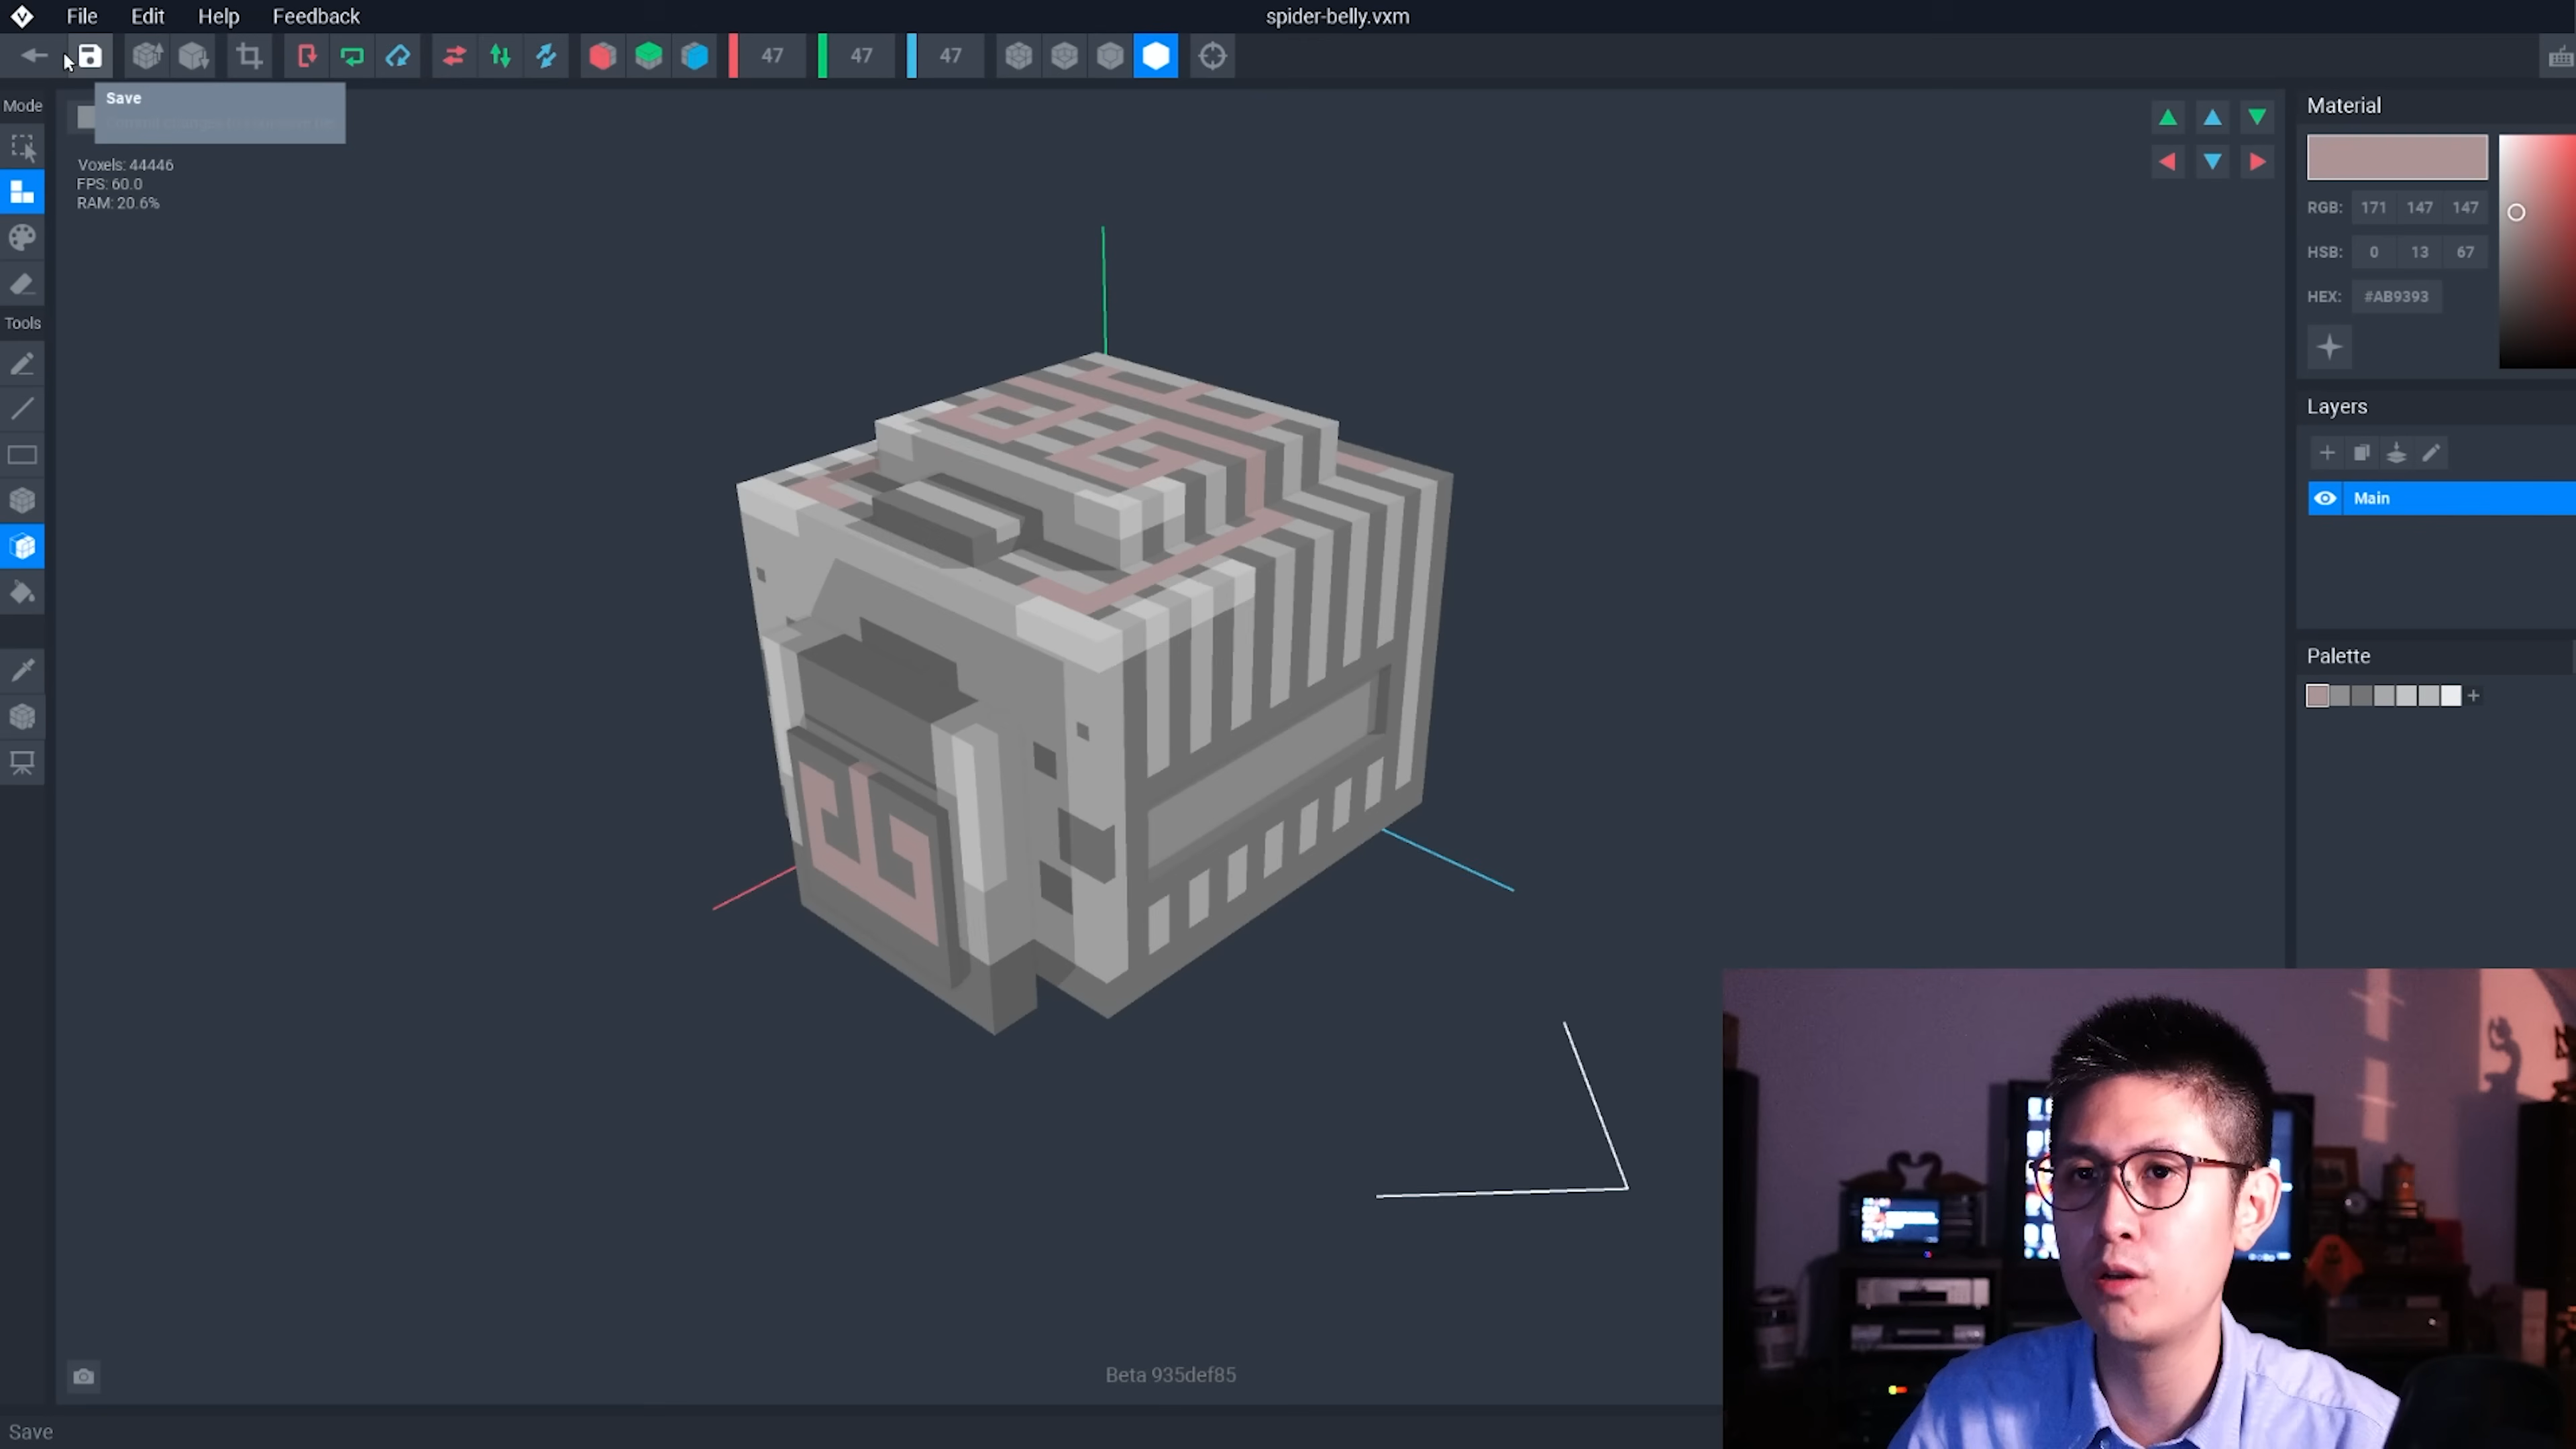 File Edit Help Feedback
spider-belly.vxm
47 47 47
Save
Mode
Voxels: 44446
FPS: 60.0
RAM: 20.6%
Tools
Material
RGB: 171 147 147
HSB: 0 13 67
HEX: #AB9393
Layers
Main
Palette
Beta 935def85
Save